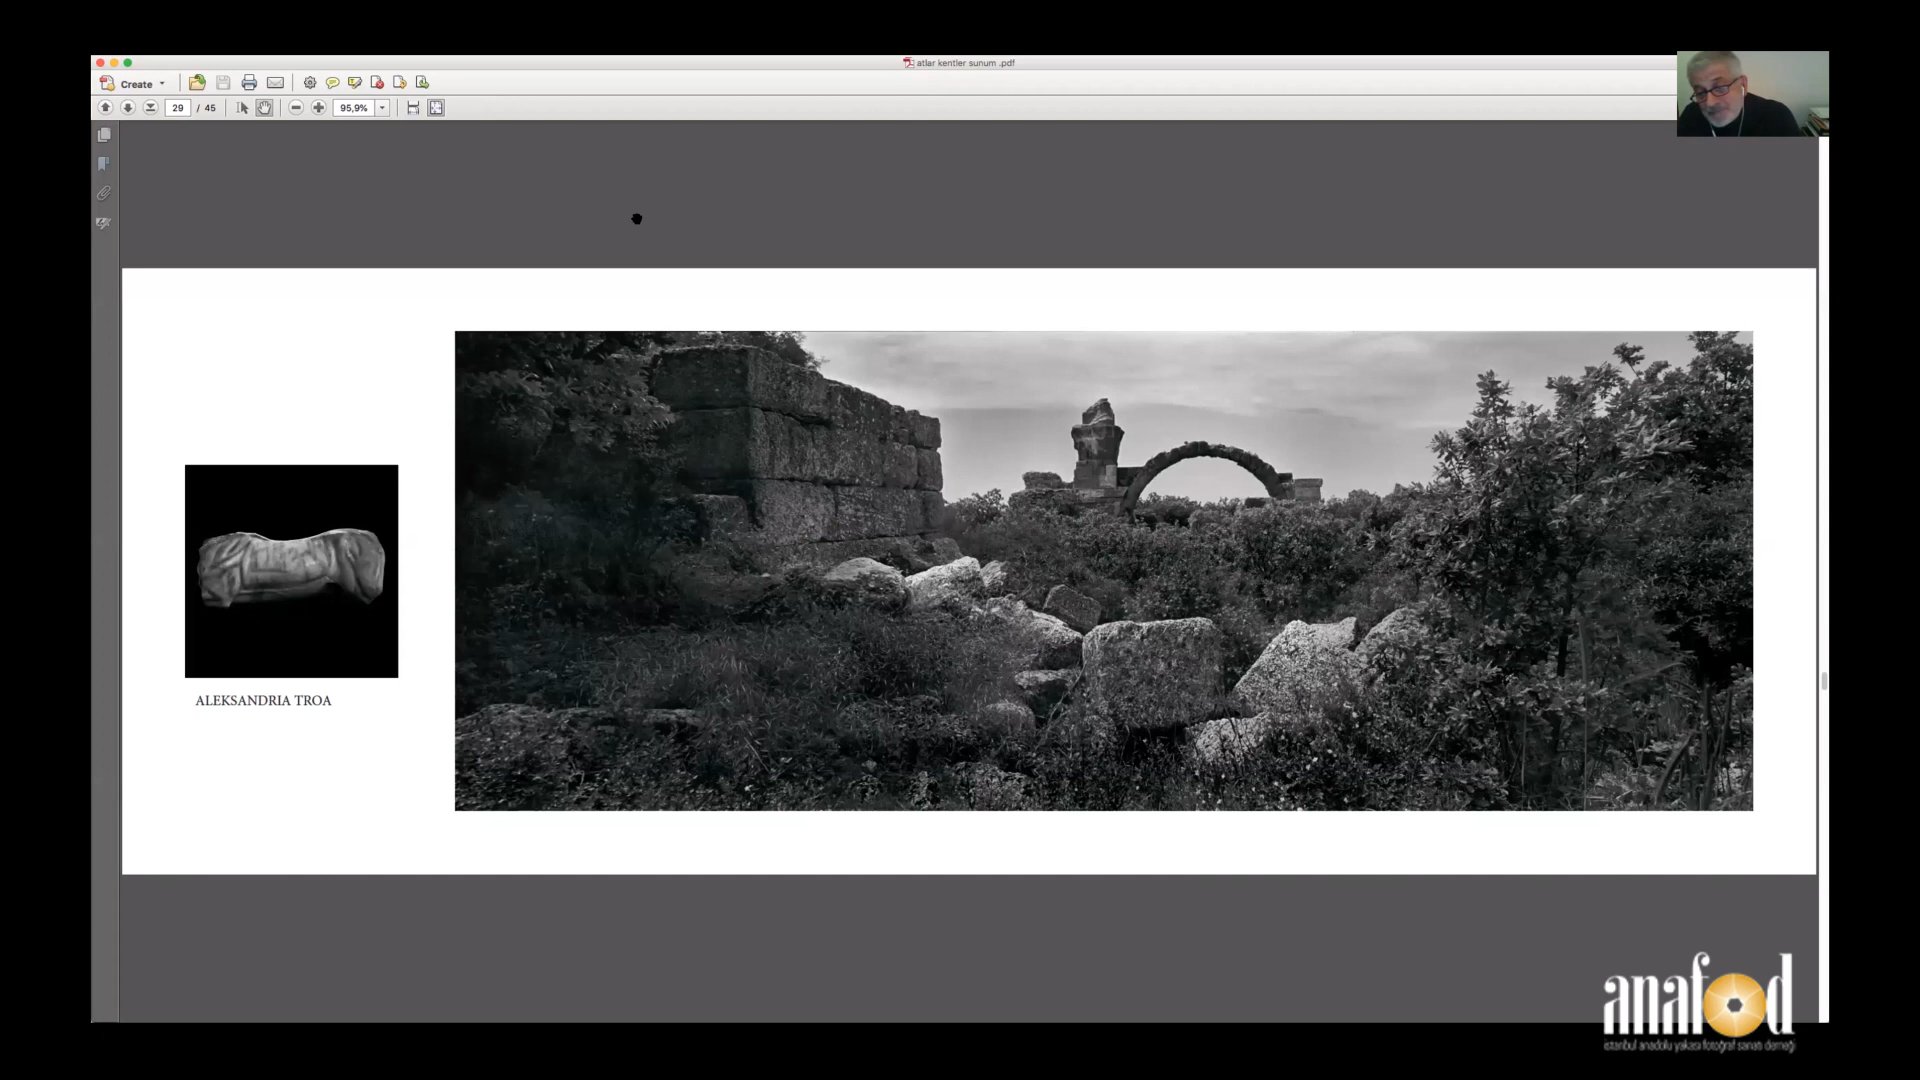 atlar kentler sunum .pdf
Create
29 / 45
95,9%
ALEKSANDRIA TROA
anafod
istanbul anadolu yakası fotoğraf sanatı derneği